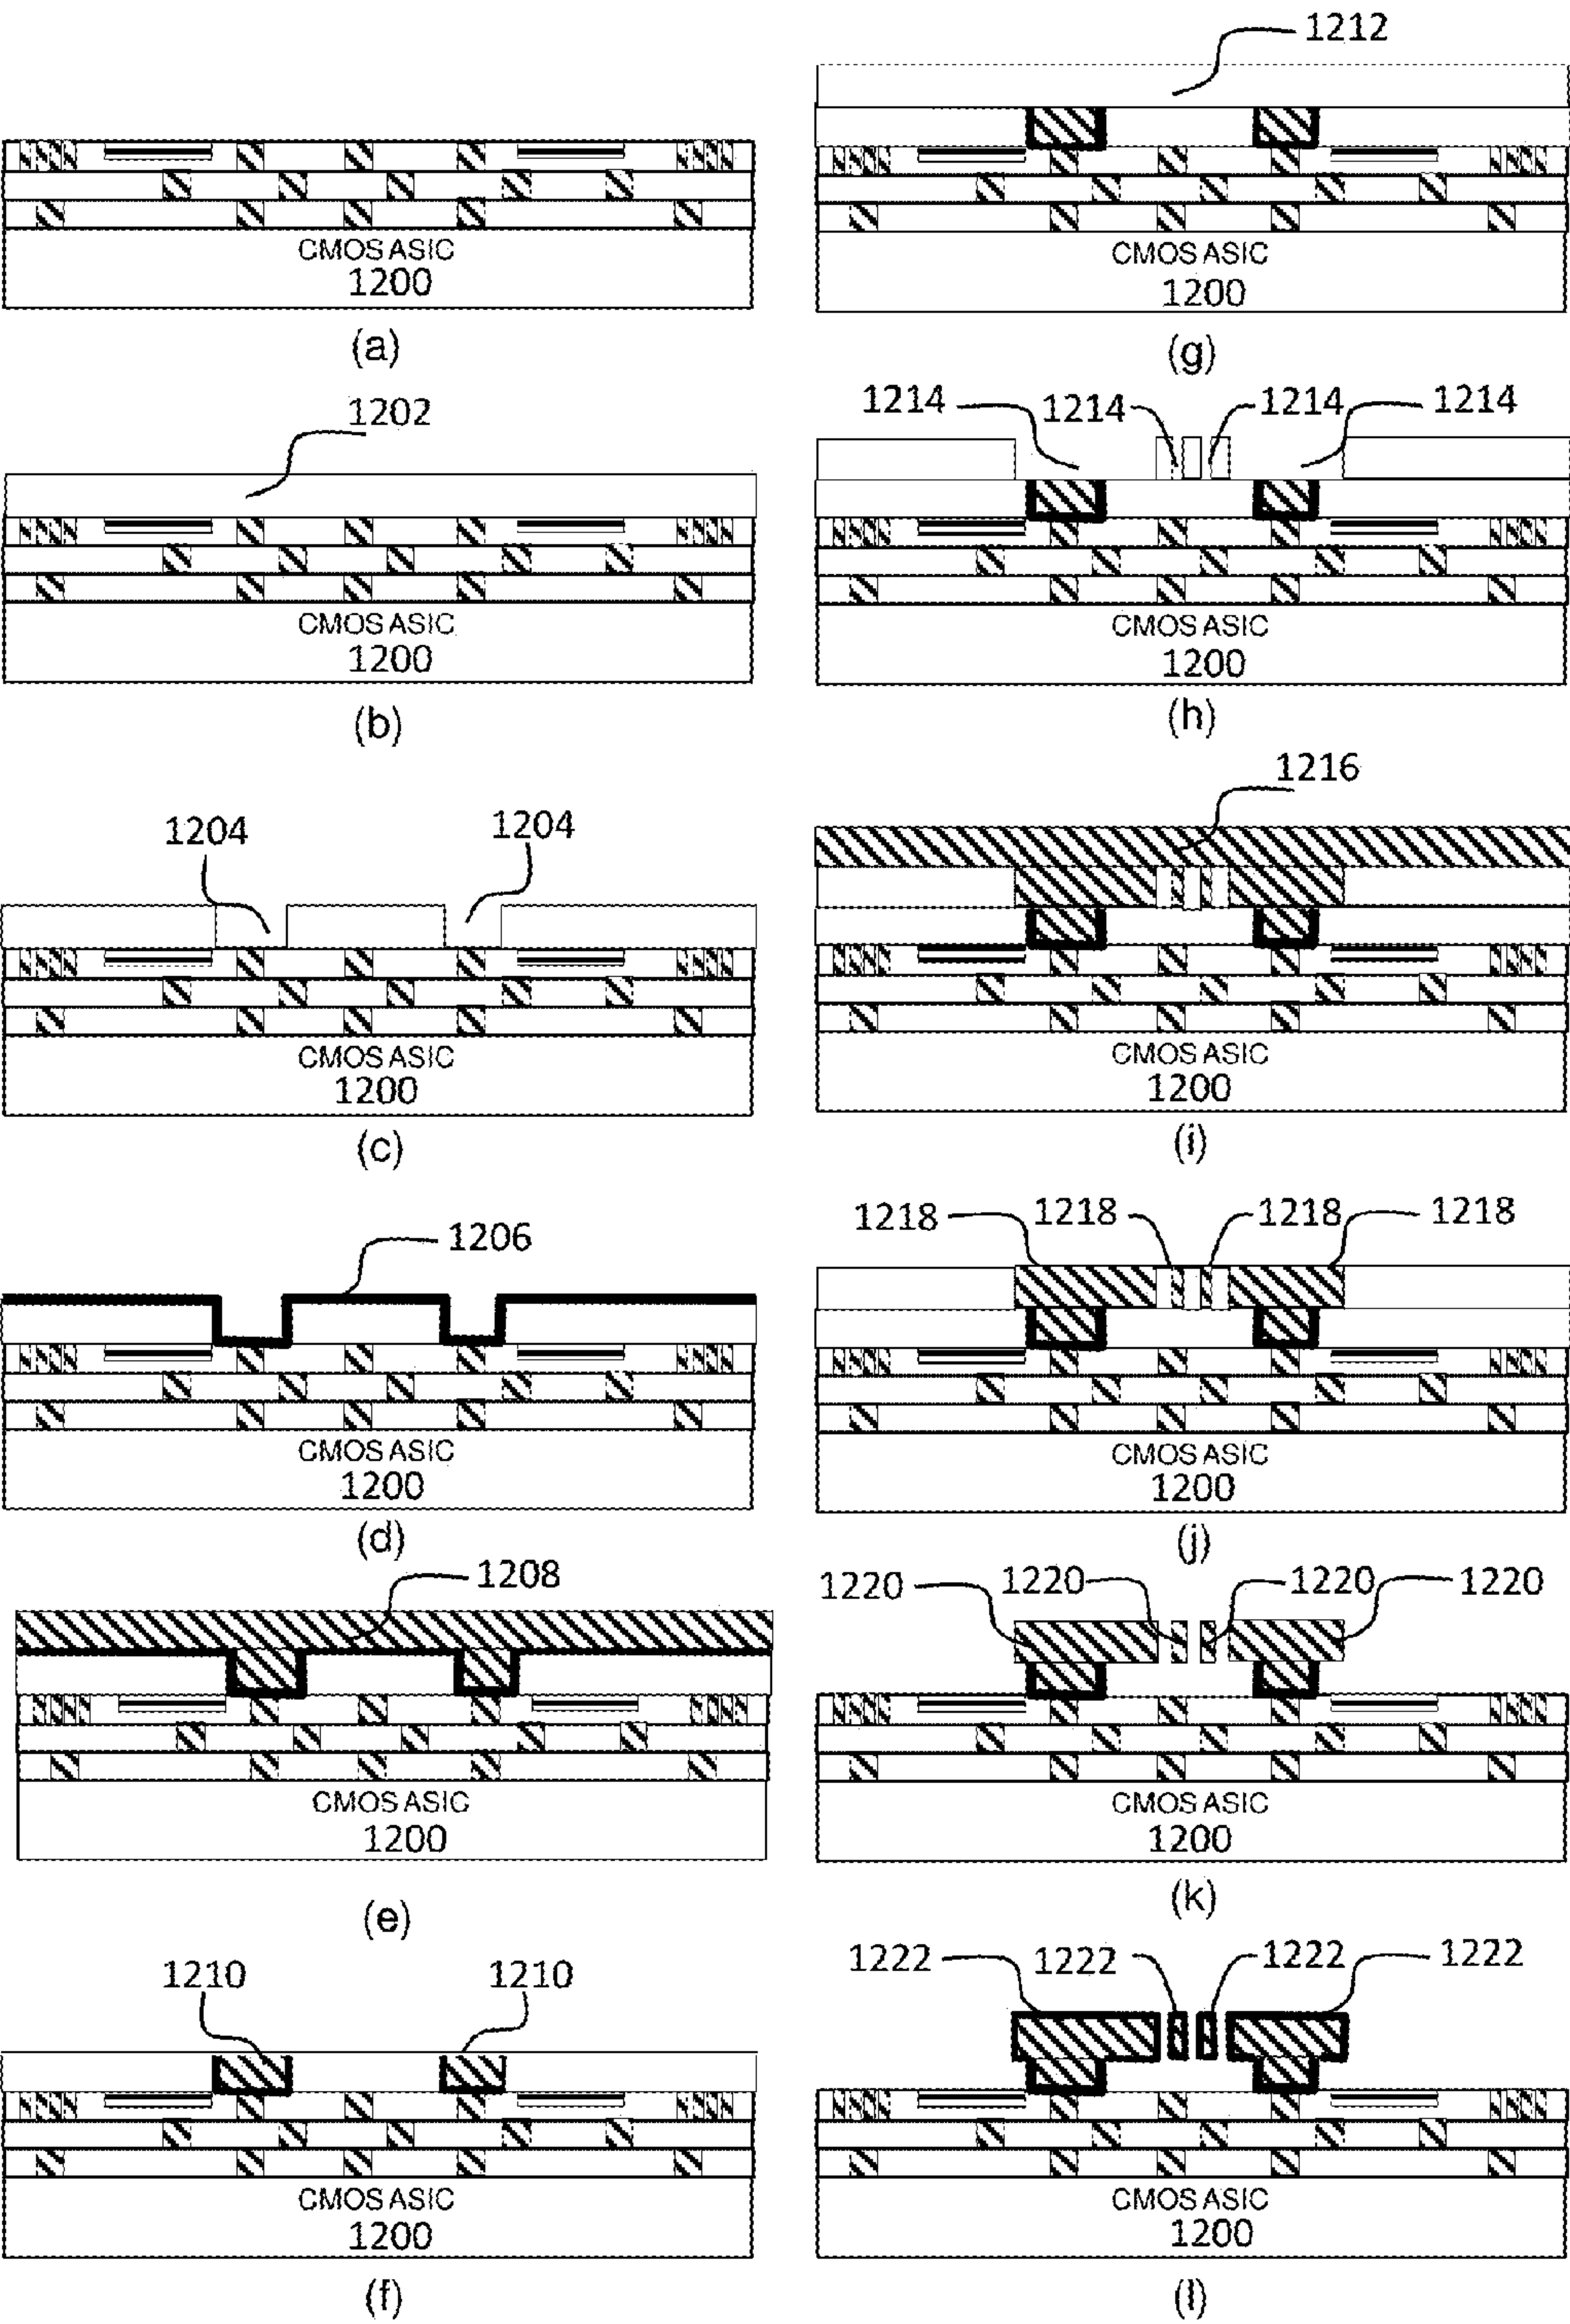 CMOS ASIC
1200
(a)
1202
CMOS ASIC
1200
(b)
1204 1204
CMOS ASIC
1200
(c)
1206
CMOS ASIC
1200
(d)
1208
CMOS ASIC
1200
(e)
1210 1210
CMOS ASIC
1200
(f)
1212
CMOS ASIC
1200
(g)
1214 1214 1214 1214
CMOS ASIC
1200
(h)
1216
CMOS ASIC
1200
(i)
1218 1218 1218 1218
CMOS ASIC
1200
(j)
1220 1220 1220 1220
CMOS ASIC
1200
(k)
1222 1222 1222 1222
CMOS ASIC
1200
(l)